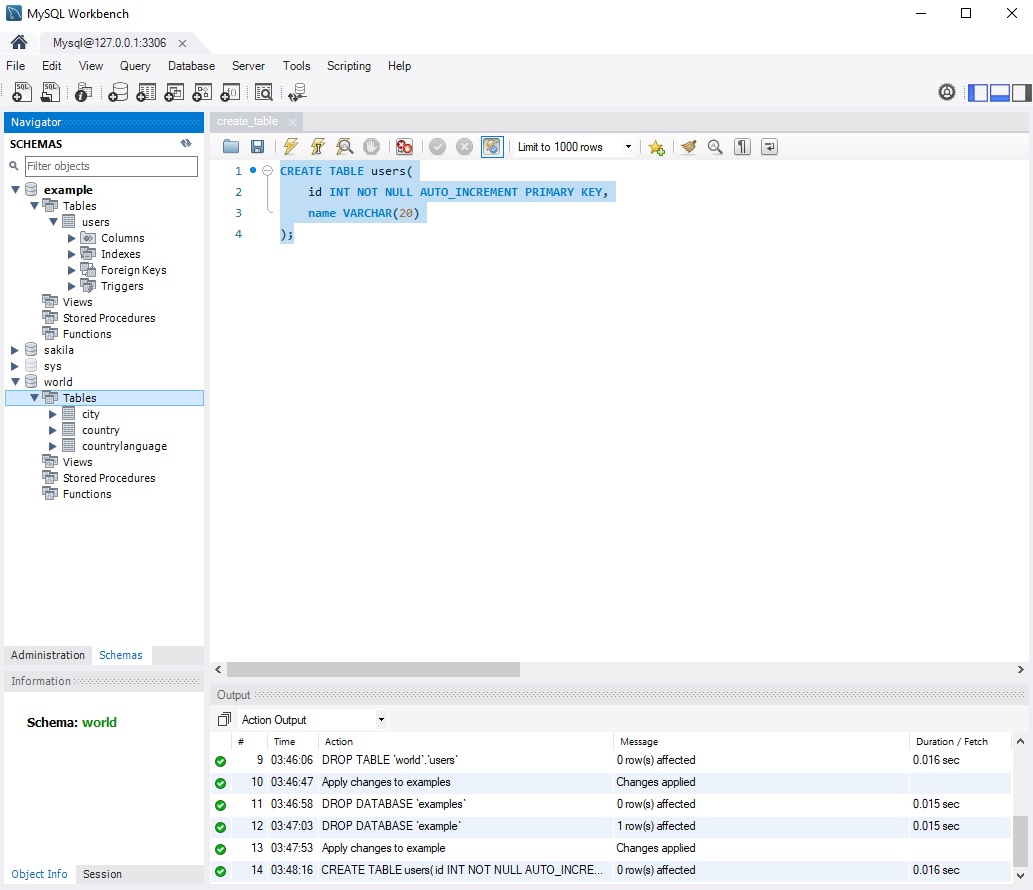 MySQL Workbench
Mysql@127.0.0.1:3306
File Edit View Query Database Server Tools Scripting Help
Navigator
SCHEMAS
Filter objects
example
Tables
users
Columns
Indexes
Foreign Keys
Triggers
Views
Stored Procedures
Functions
sakila
sys
world
Tables
city
country
countrylanguage
Views
Stored Procedures
Functions
Administration Schemas
Information
Schema: world
Object Info Session
create_table
Limit to 1000 rows
1 CREATE TABLE users(
2 id INT NOT NULL AUTO_INCREMENT PRIMARY KEY,
3 name VARCHAR(20)
4 );
Output
Action Output
# Time Action Message Duration / Fetch
9 03:46:06 DROP TABLE `world`.`users` 0 row(s) affected 0.016 sec
10 03:46:47 Apply changes to examples Changes applied
11 03:46:58 DROP DATABASE `examples` 0 row(s) affected 0.015 sec
12 03:47:03 DROP DATABASE `example` 1 row(s) affected 0.015 sec
13 03:47:53 Apply changes to example Changes applied
14 03:48:16 CREATE TABLE users( id INT NOT NULL AUTO_INCRE... 0 row(s) affected 0.016 sec